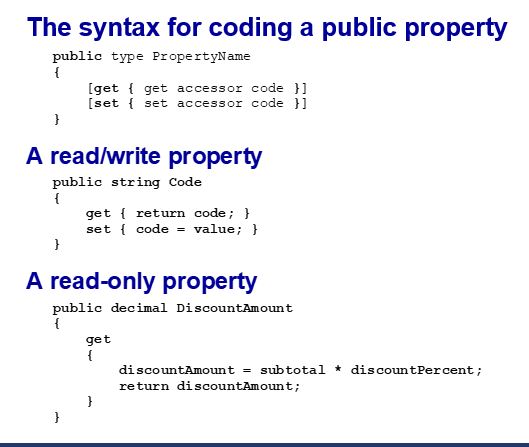 The syntax for coding a public property
public type PropertyName
{
    [get { get accessor code }]
    [set { set accessor code }]
}
A read/write property
public string Code
{
    get { return code; }
    set { code = value; }
}
A read-only property
public decimal DiscountAmount
{
    get
    {
        discountAmount = subtotal * discountPercent;
        return discountAmount;
    }
}